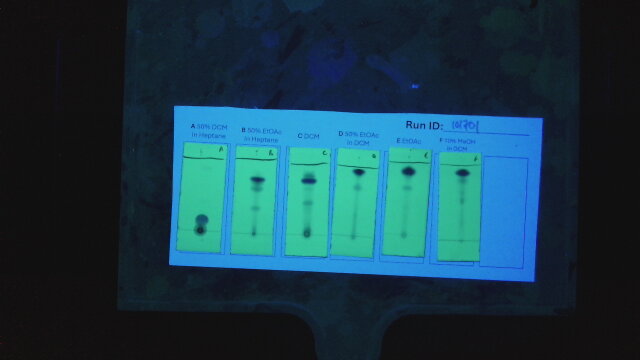 Run ID:
A 50% DCM
in Heptane
B 50% EtOAc
in Heptane
C DCM
D 50% EtOAc
in DCM
E EtOAc
F 10% MeOH
in DCM
A
C
E